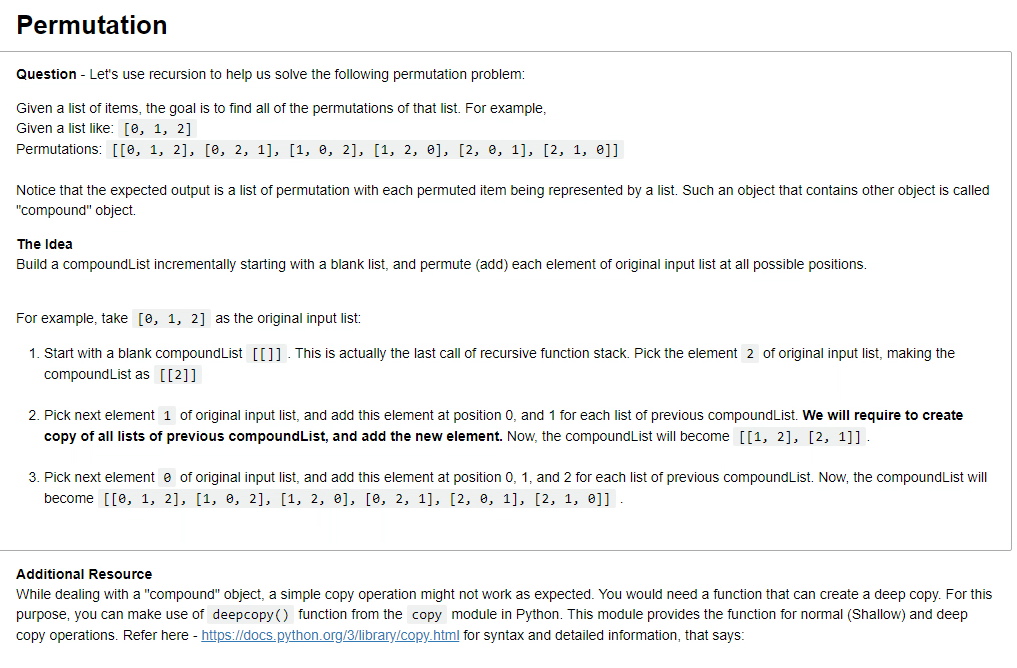 Permutation
Question - Let's use recursion to help us solve the following permutation problem:
Given a list of items, the goal is to find all of the permutations of that list. For example,
Given a list like: [0, 1, 2]
Permutations: [[0, 1, 2], [0, 2, 1], [1, 0, 2], [1, 2, 0], [2, 0, 1], [2, 1, 0]]
Notice that the expected output is a list of permutation with each permuted item being represented by a list. Such an object that contains other object is called
"compound" object.
The Idea
Build a compoundList incrementally starting with a blank list, and permute (add) each element of original input list at all possible positions.
For example, take [0, 1, 2] as the original input list:
1. Start with a blank compoundList [[]]. This is actually the last call of recursive function stack. Pick the element 2 of original input list, making the
compoundList as [[2]]
2. Pick next element 1 of original input list, and add this element at position 0, and 1 for each list of previous compoundList. We will require to create
copy of all lists of previous compoundList, and add the new element. Now, the compoundList will become [[1, 2], [2, 1]].
3. Pick next element 0 of original input list, and add this element at position 0, 1, and 2 for each list of previous compoundList. Now, the compoundList will
become [[0, 1, 2], [1, 0, 2], [1, 2, 0], [0, 2, 1], [2, 0, 1], [2, 1, 0]] .
Additional Resource
While dealing with a "compound" object, a simple copy operation might not work as expected. You would need a function that can create a deep copy. For this
purpose, you can make use of deepcopy() function from the copy module in Python. This module provides the function for normal (Shallow) and deep
copy operations. Refer here - https://docs.python.org/3/library/copy.html for syntax and detailed information, that says: